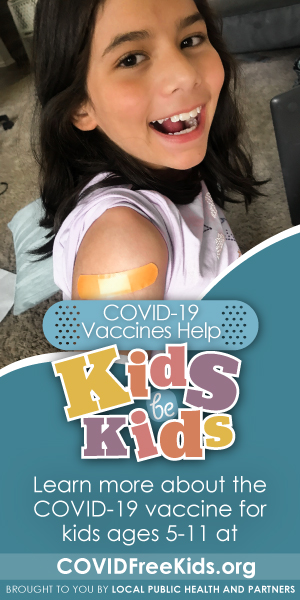 COVID-19
Vaccines Help
Kids
be
Kids
Learn more about the
COVID-19 vaccine for
kids ages 5-11 at
COVIDFreeKids.org
BROUGHT TO YOU BY LOCAL PUBLIC HEALTH AND PARTNERS